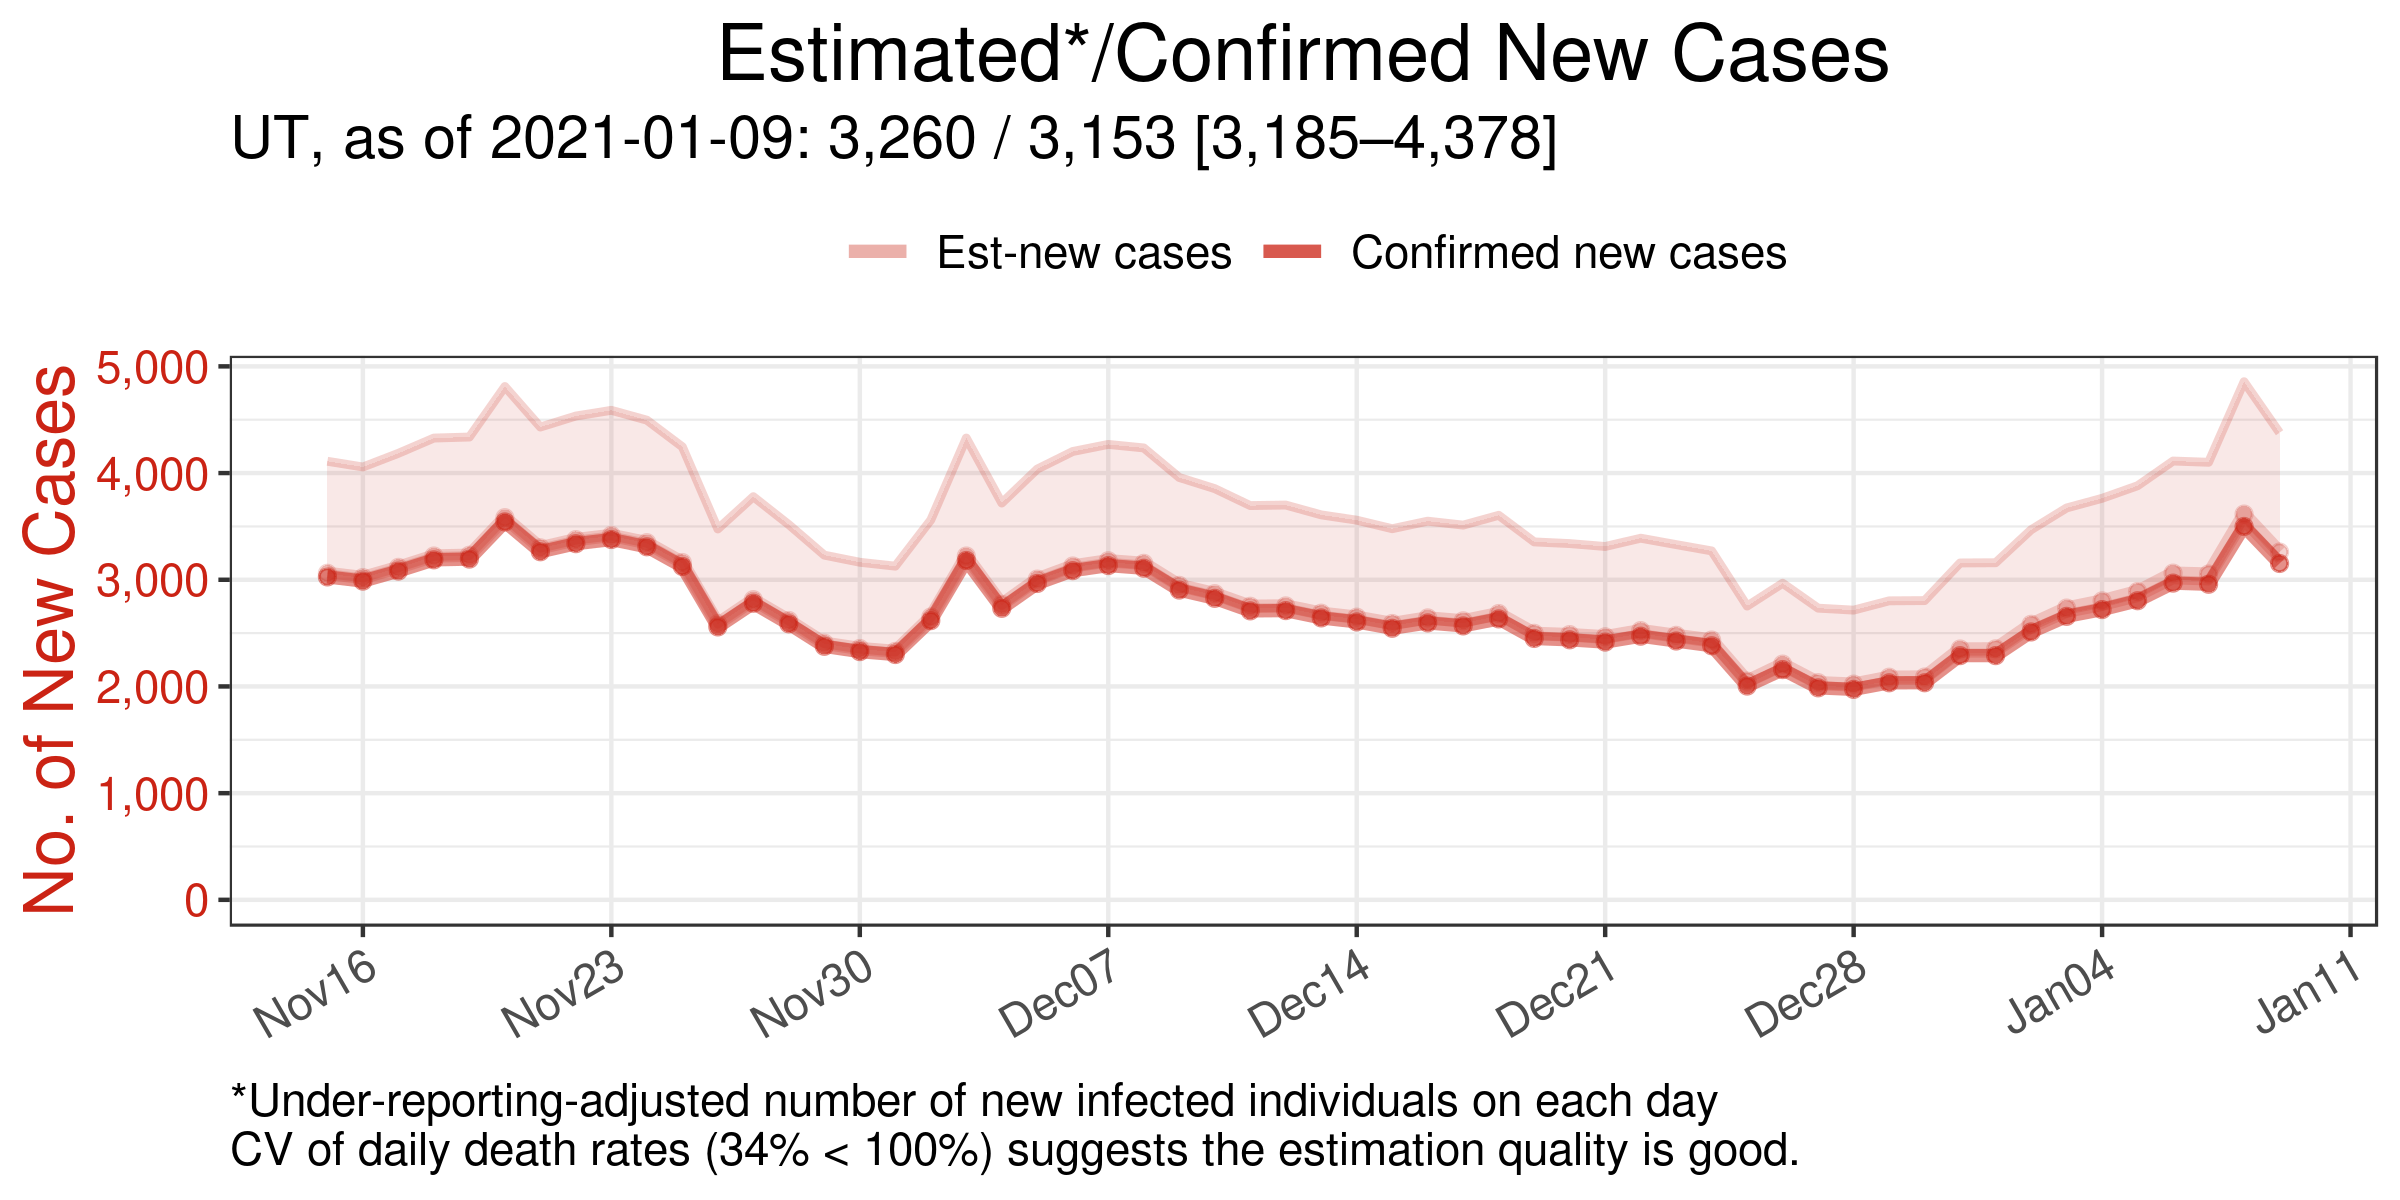 Estimated*/Confirmed New Cases
UT, as of 2021-01-09: 3,260 / 3,153 [3,185–4,378]
Est-new cases Confirmed new cases
No. of New Cases
5,000
4,000
3,000
2,000
1,000
0
Nov16 Nov23 Nov30 Dec07 Dec14 Dec21 Dec28 Jan04 Jan11
*Under-reporting-adjusted number of new infected individuals on each day
CV of daily death rates (34% < 100%) suggests the estimation quality is good.